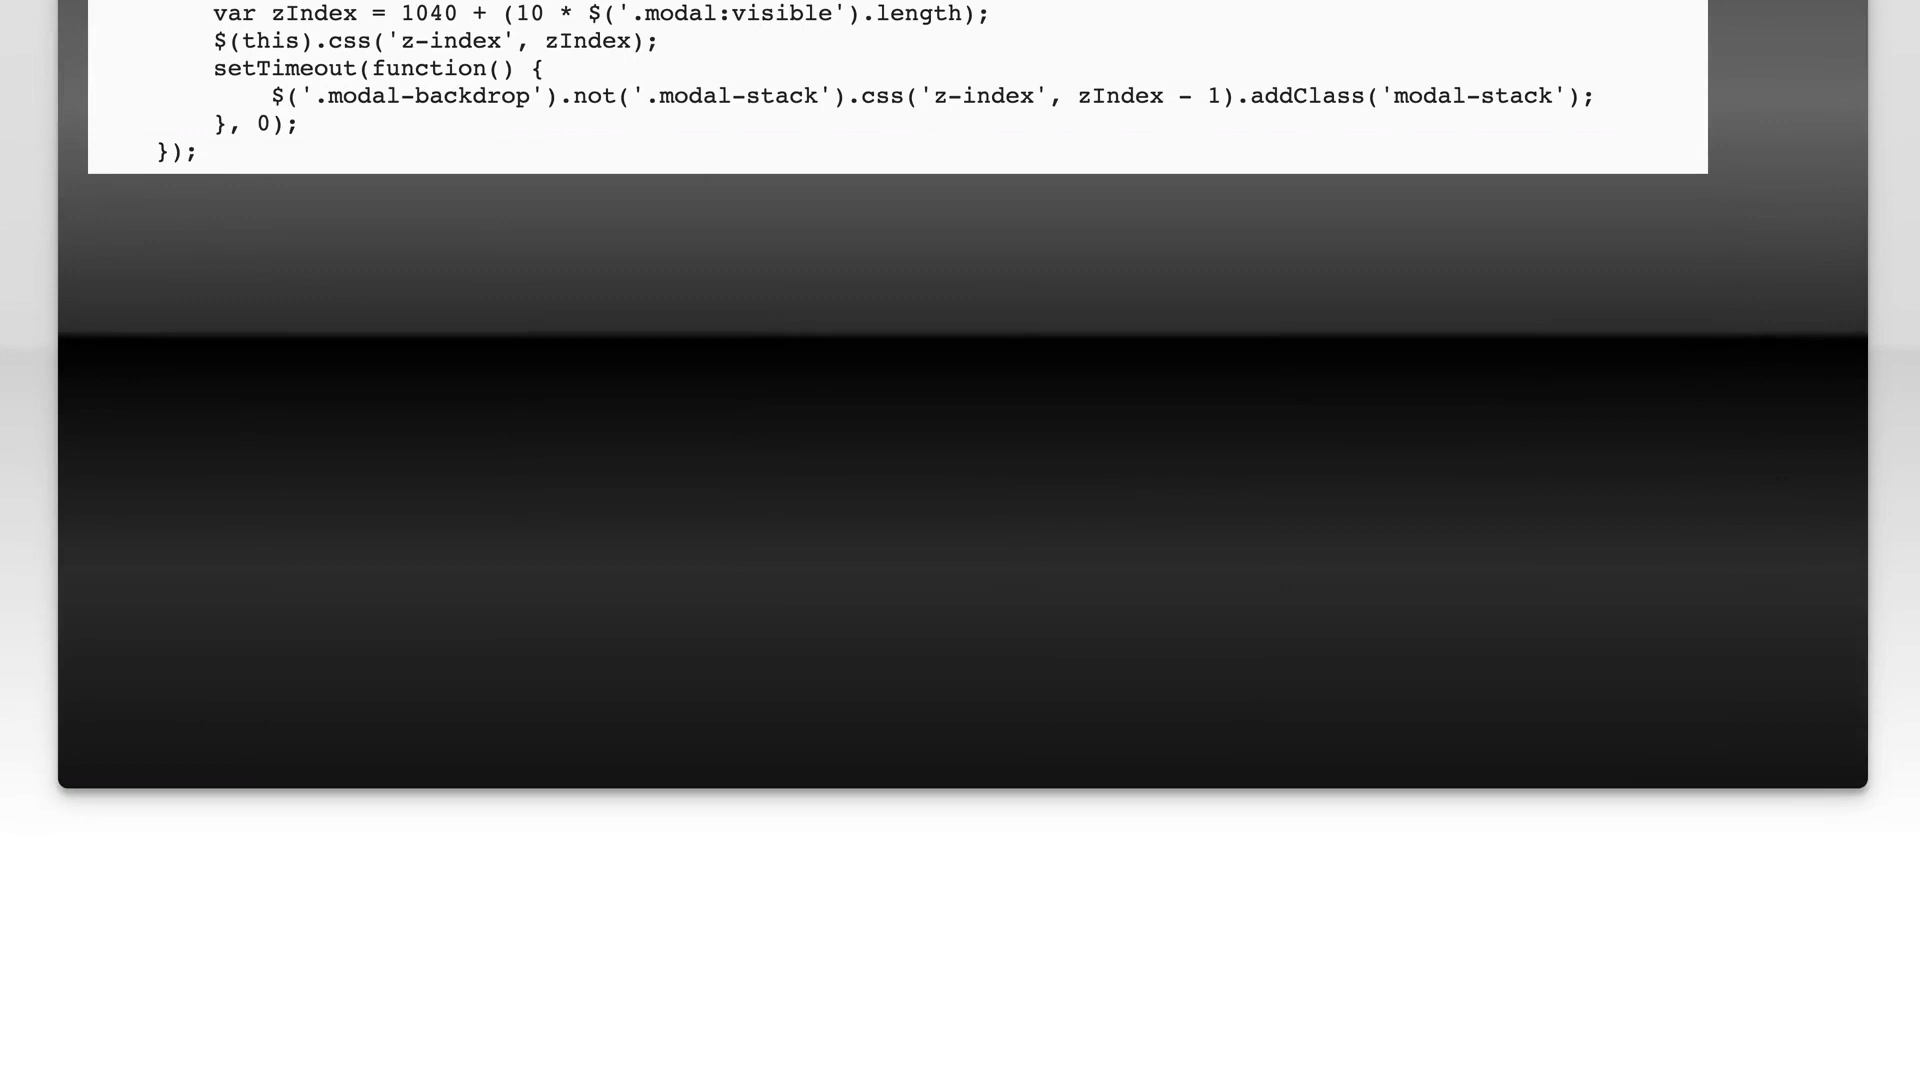 var zIndex = 1040 + (10 * $('.modal:visible').length);
$(this).css('z-index', zIndex);
setTimeout(function() {
$('.modal-backdrop').not('.modal-stack').css('z-index', zIndex - 1).addClass('modal-stack');
}, 0);
});